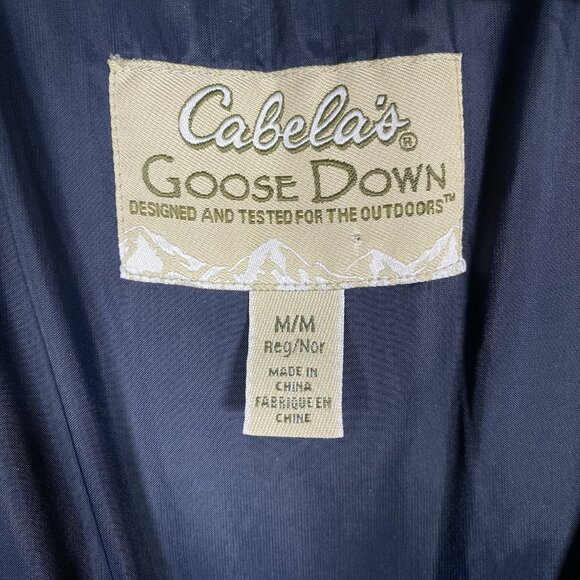 Cabela's®
GOOSE DOWN
DESIGNED AND TESTED FOR THE OUTDOORS™
M/M
Reg/Nor
MADE IN
CHINA
FABRIQUE EN
CHINE